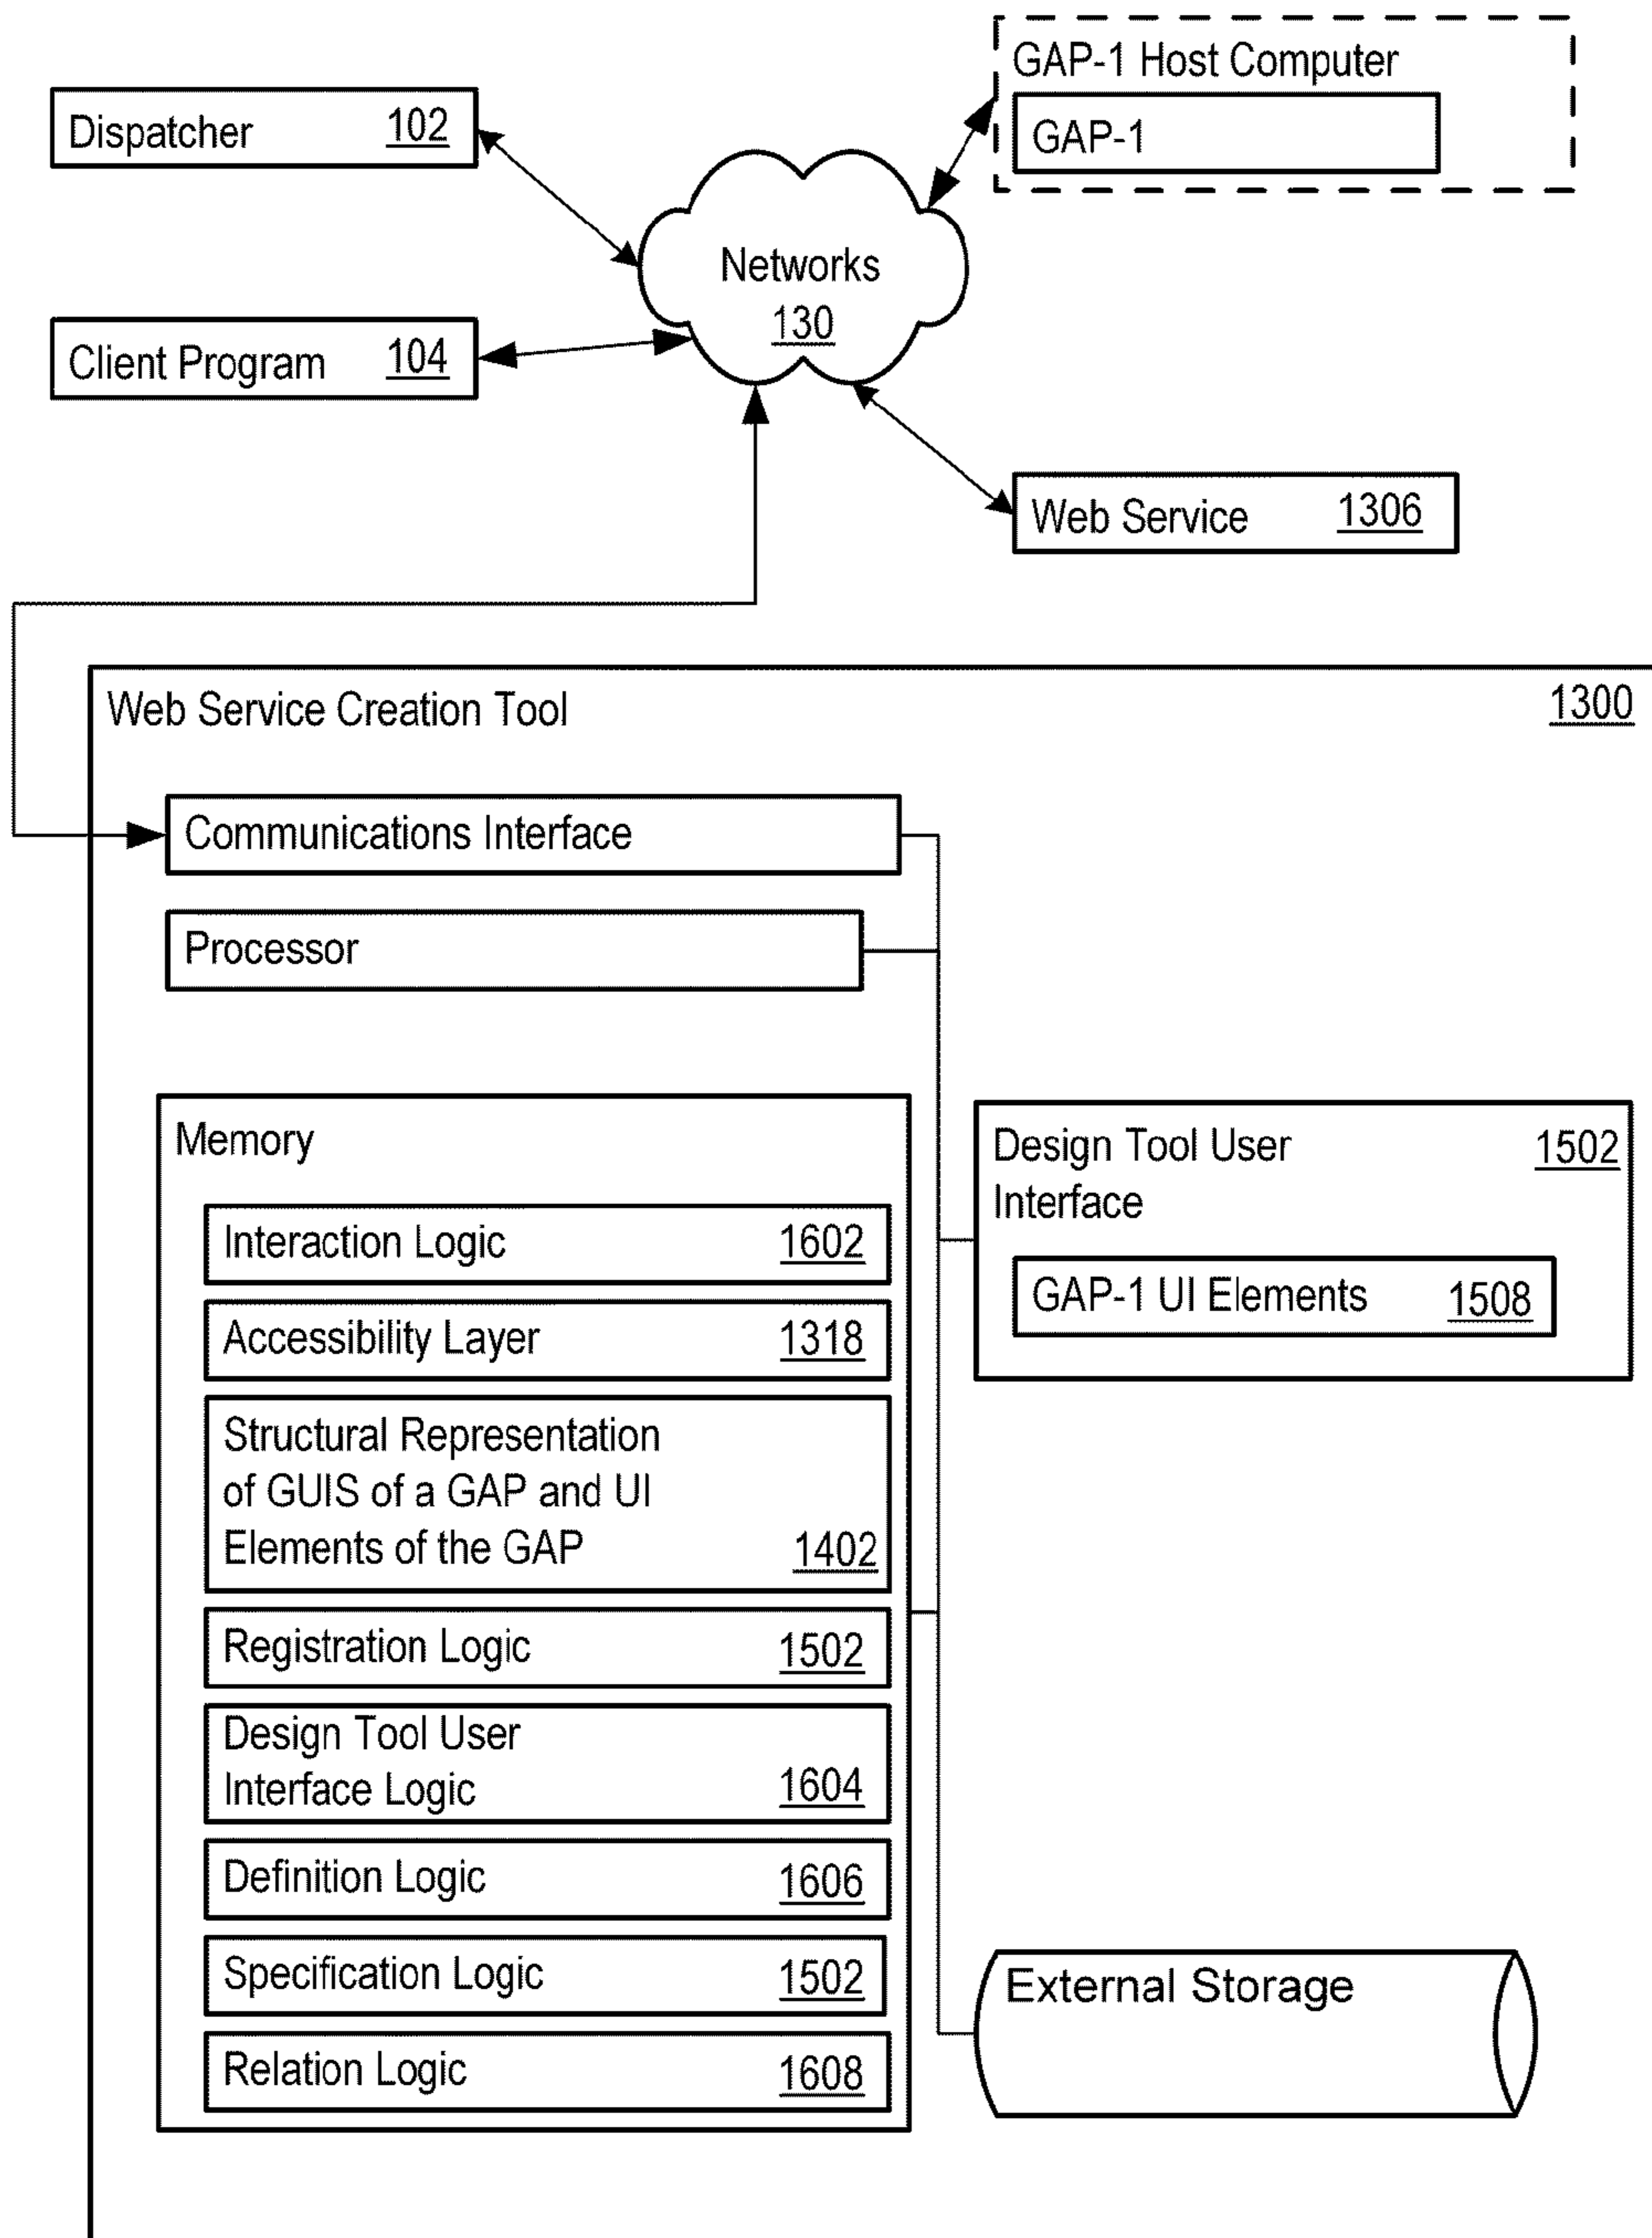 GAP-1 Host Computer
GAP-1
Dispatcher 102
Networks
130
Client Program 104
Web Service 1306
Web Service Creation Tool 1300
Communications Interface
Processor
Memory
Interaction Logic 1602
Accessibility Layer 1318
Structural Representation
of GUIS of a GAP and UI
Elements of the GAP 1402
Registration Logic 1502
Design Tool User
Interface Logic 1604
Definition Logic 1606
Specification Logic 1502
Relation Logic 1608
Design Tool User 1502
Interface
GAP-1 UI Elements 1508
External Storage